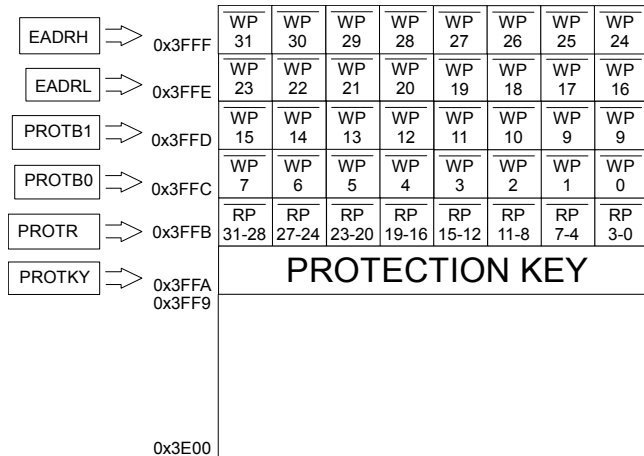 EADRH 0x3FFF WP 31 WP 30 WP 29 WP 28 WP 27 WP 26 WP 25 WP 24
EADRL 0x3FFE WP 23 WP 22 WP 21 WP 20 WP 19 WP 18 WP 17 WP 16
PROTB1 0x3FFD WP 15 WP 14 WP 13 WP 12 WP 11 WP 10 WP 9 WP 9
PROTB0 0x3FFC WP 7 WP 6 WP 5 WP 4 WP 3 WP 2 WP 1 WP 0
PROTR 0x3FFB RP 31-28 RP 27-24 RP 23-20 RP 19-16 RP 15-12 RP 11-8 RP 7-4 RP 3-0
PROTKY 0x3FFA PROTECTION KEY
0x3FF9
0x3E00